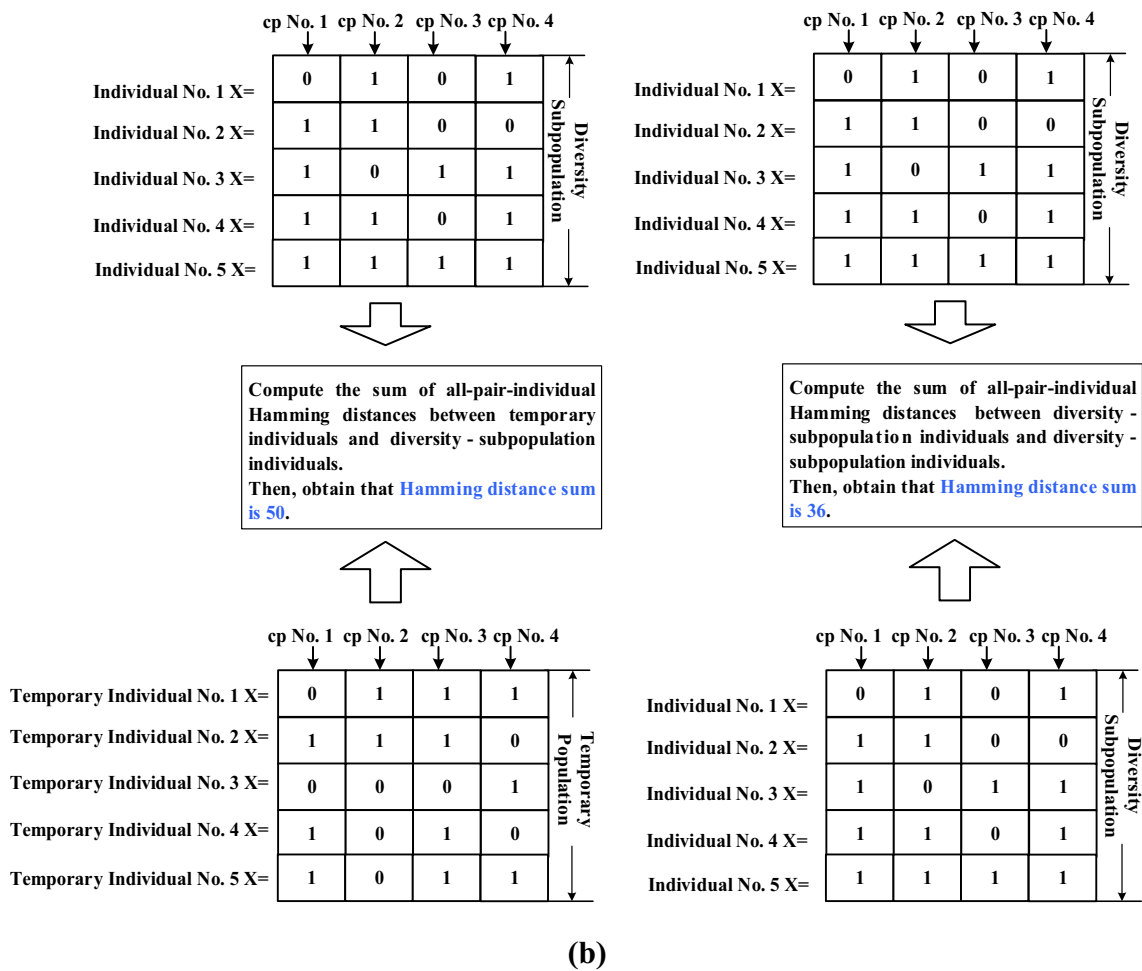 cp No. 1 cp No. 2 cp No. 3 cp No. 4
Individual No. 1 X= 0 1 0 1
Individual No. 2 X= 1 1 0 0
Individual No. 3 X= 1 0 1 1
Individual No. 4 X= 1 1 0 1
Individual No. 5 X= 1 1 1 1
Diversity
Subpopulation
cp No. 1 cp No. 2 cp No. 3 cp No. 4
Individual No. 1 X= 0 1 0 1
Individual No. 2 X= 1 1 0 0
Individual No. 3 X= 1 0 1 1
Individual No. 4 X= 1 1 0 1
Individual No. 5 X= 1 1 1 1
Diversity
Subpopulation
Compute the sum of all-pair-individual
Hamming distances between temporary
individuals and diversity - subpopulation
individuals.
Then, obtain that Hamming distance sum
is 50.
Compute the sum of all-pair-individual
Hamming distances between diversity -
subpopulation individuals and diversity -
subpopulation individuals.
Then, obtain that Hamming distance sum
is 36.
cp No. 1 cp No. 2 cp No. 3 cp No. 4
Temporary Individual No. 1 X= 0 1 1 1
Temporary Individual No. 2 X= 1 1 1 0
Temporary Individual No. 3 X= 0 0 0 1
Temporary Individual No. 4 X= 1 0 1 0
Temporary Individual No. 5 X= 1 0 1 1
Temporary
Population
cp No. 1 cp No. 2 cp No. 3 cp No. 4
Individual No. 1 X= 0 1 0 1
Individual No. 2 X= 1 1 0 0
Individual No. 3 X= 1 0 1 1
Individual No. 4 X= 1 1 0 1
Individual No. 5 X= 1 1 1 1
Diversity
Subpopulation
(b)